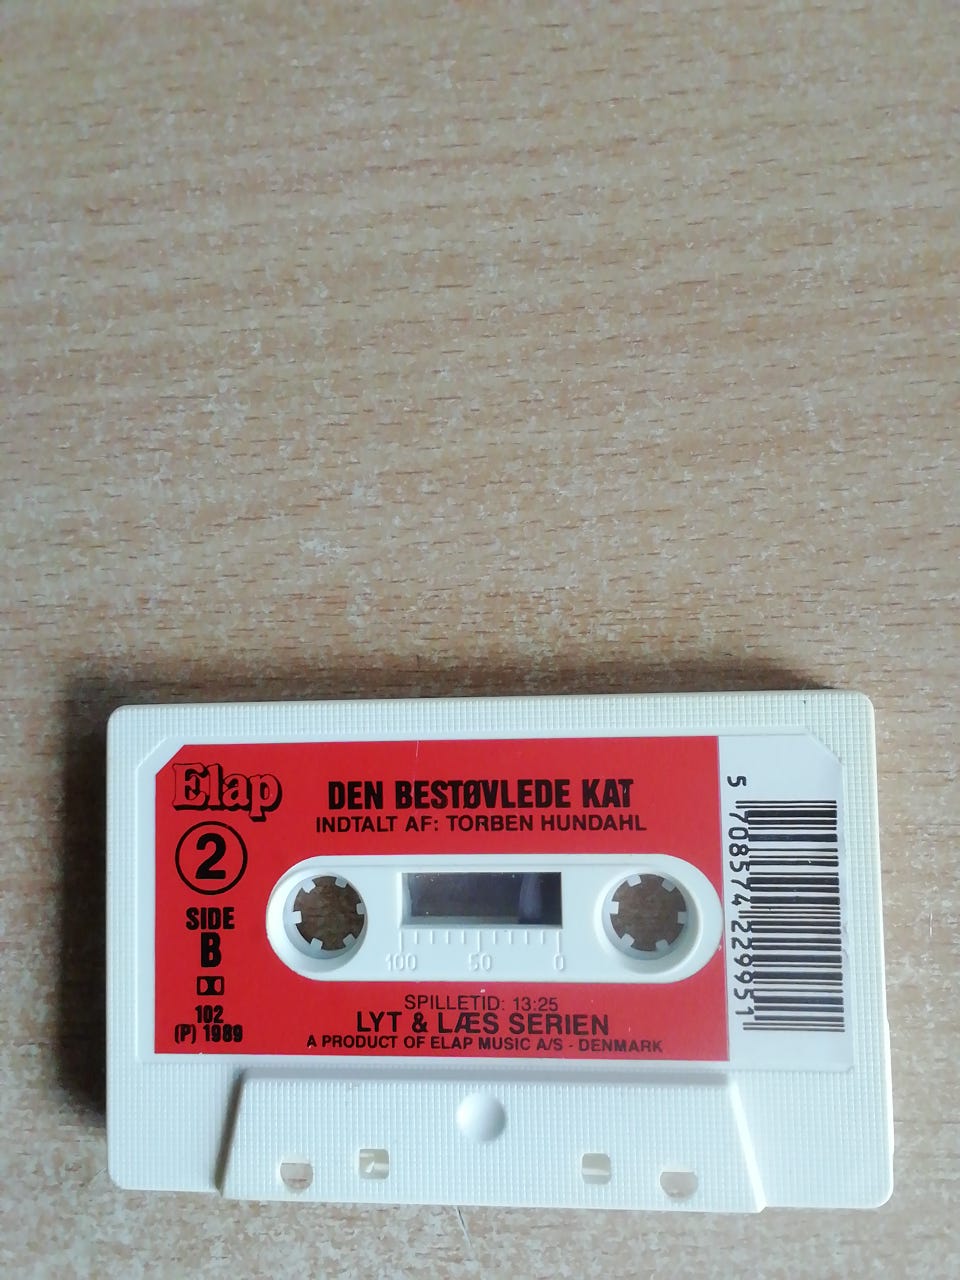 Elap
2
SIDE
B
102
(P) 1989
DEN BESTØVLEDE KAT
INDTALT AF: TORBEN HUNDAHL
100 50 0
SPILLETID: 13:25
LYT & LÆS SERIEN
A PRODUCT OF ELAP MUSIC A/S - DENMARK
5 708574 229951